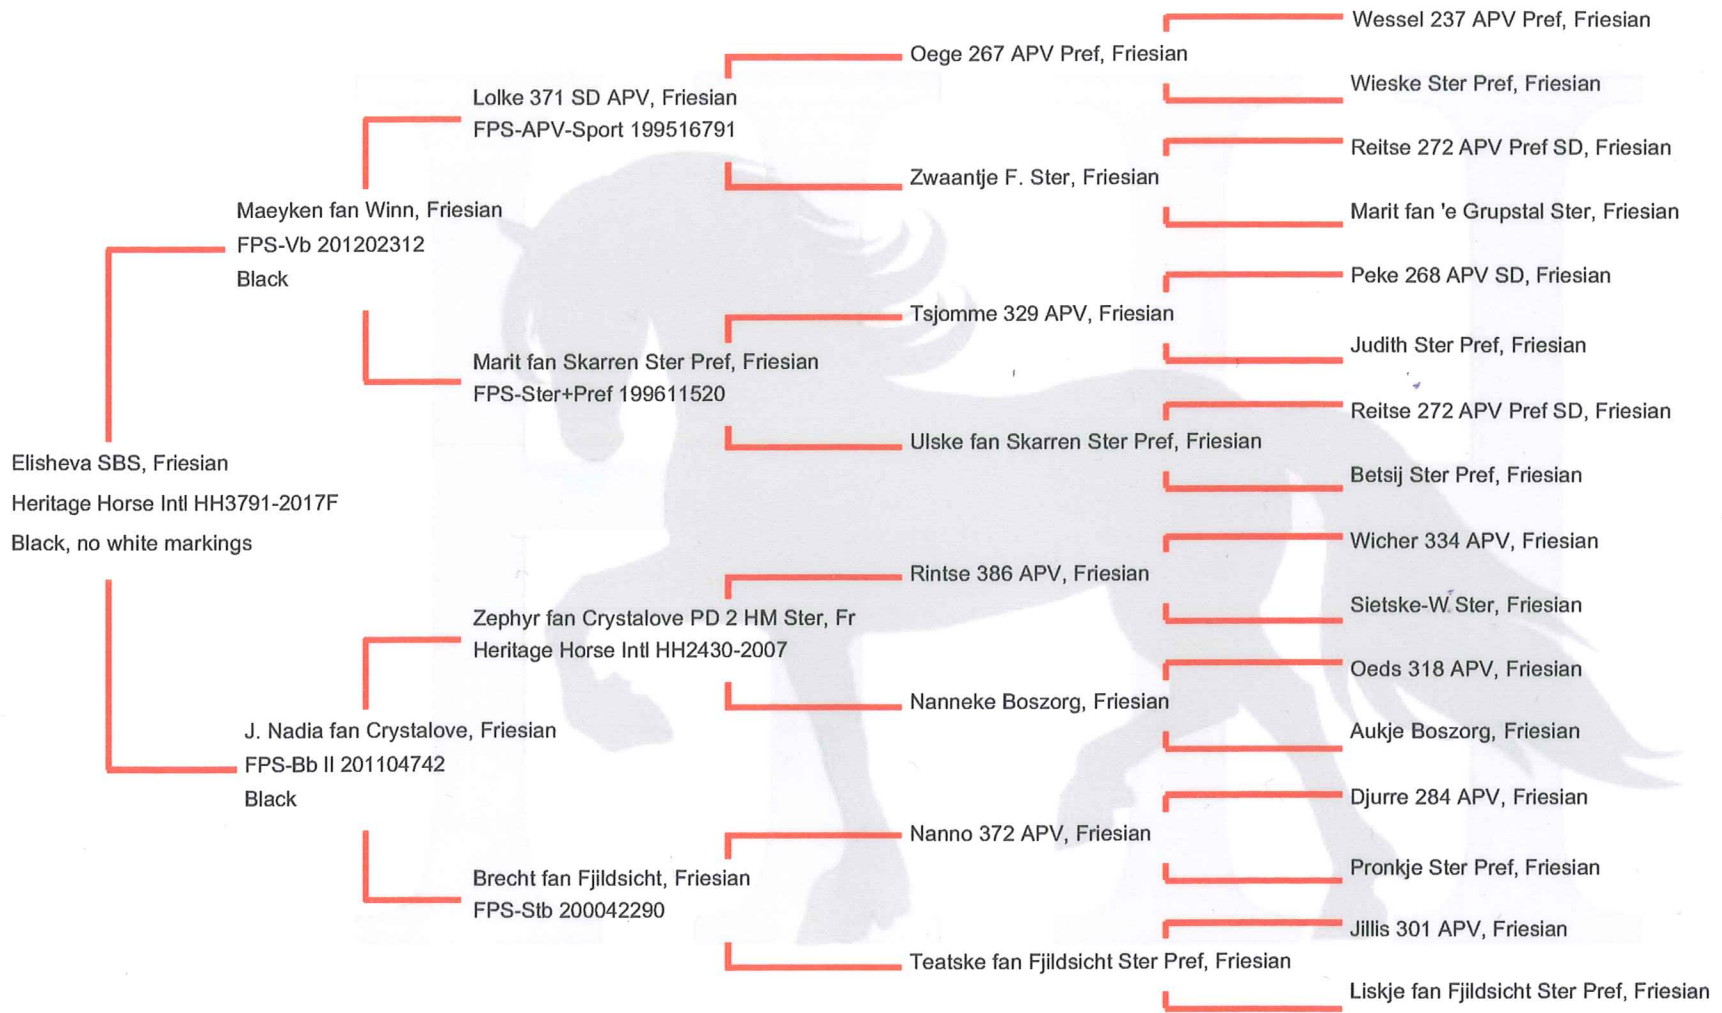 Wessel 237 APV Pref, Friesian
Oege 267 APV Pref, Friesian
Wieske Ster Pref, Friesian
Lolke 371 SD APV, Friesian
FPS-APV-Sport 199516791
Reitse 272 APV Pref SD, Friesian
Zwaantje F. Ster, Friesian
Marit fan 'e Grupstal Ster, Friesian
Maeyken fan Winn, Friesian
FPS-Vb 201202312
Black
Peke 268 APV SD, Friesian
Tsjomme 329 APV, Friesian
Judith Ster Pref, Friesian
Marit fan Skarren Ster Pref, Friesian
FPS-Ster+Pref 199611520
Reitse 272 APV Pref SD, Friesian
Ulske fan Skarren Ster Pref, Friesian
Betsij Ster Pref, Friesian
Elisheva SBS, Friesian
Heritage Horse Intl HH3791-2017F
Black, no white markings
Wicher 334 APV, Friesian
Rintse 386 APV, Friesian
Sietske-W Ster, Friesian
Zephyr fan Crystalove PD 2 HM Ster, Fr
Heritage Horse Intl HH2430-2007
Oeds 318 APV, Friesian
Nanneke Boszorg, Friesian
Aukje Boszorg, Friesian
J. Nadia fan Crystalove, Friesian
FPS-Bb II 201104742
Black
Djurre 284 APV, Friesian
Nanno 372 APV, Friesian
Pronkje Ster Pref, Friesian
Brecht fan Fjildsicht, Friesian
FPS-Stb 200042290
Jillis 301 APV, Friesian
Teatske fan Fjildsicht Ster Pref, Friesian
Liskje fan Fjildsicht Ster Pref, Friesian